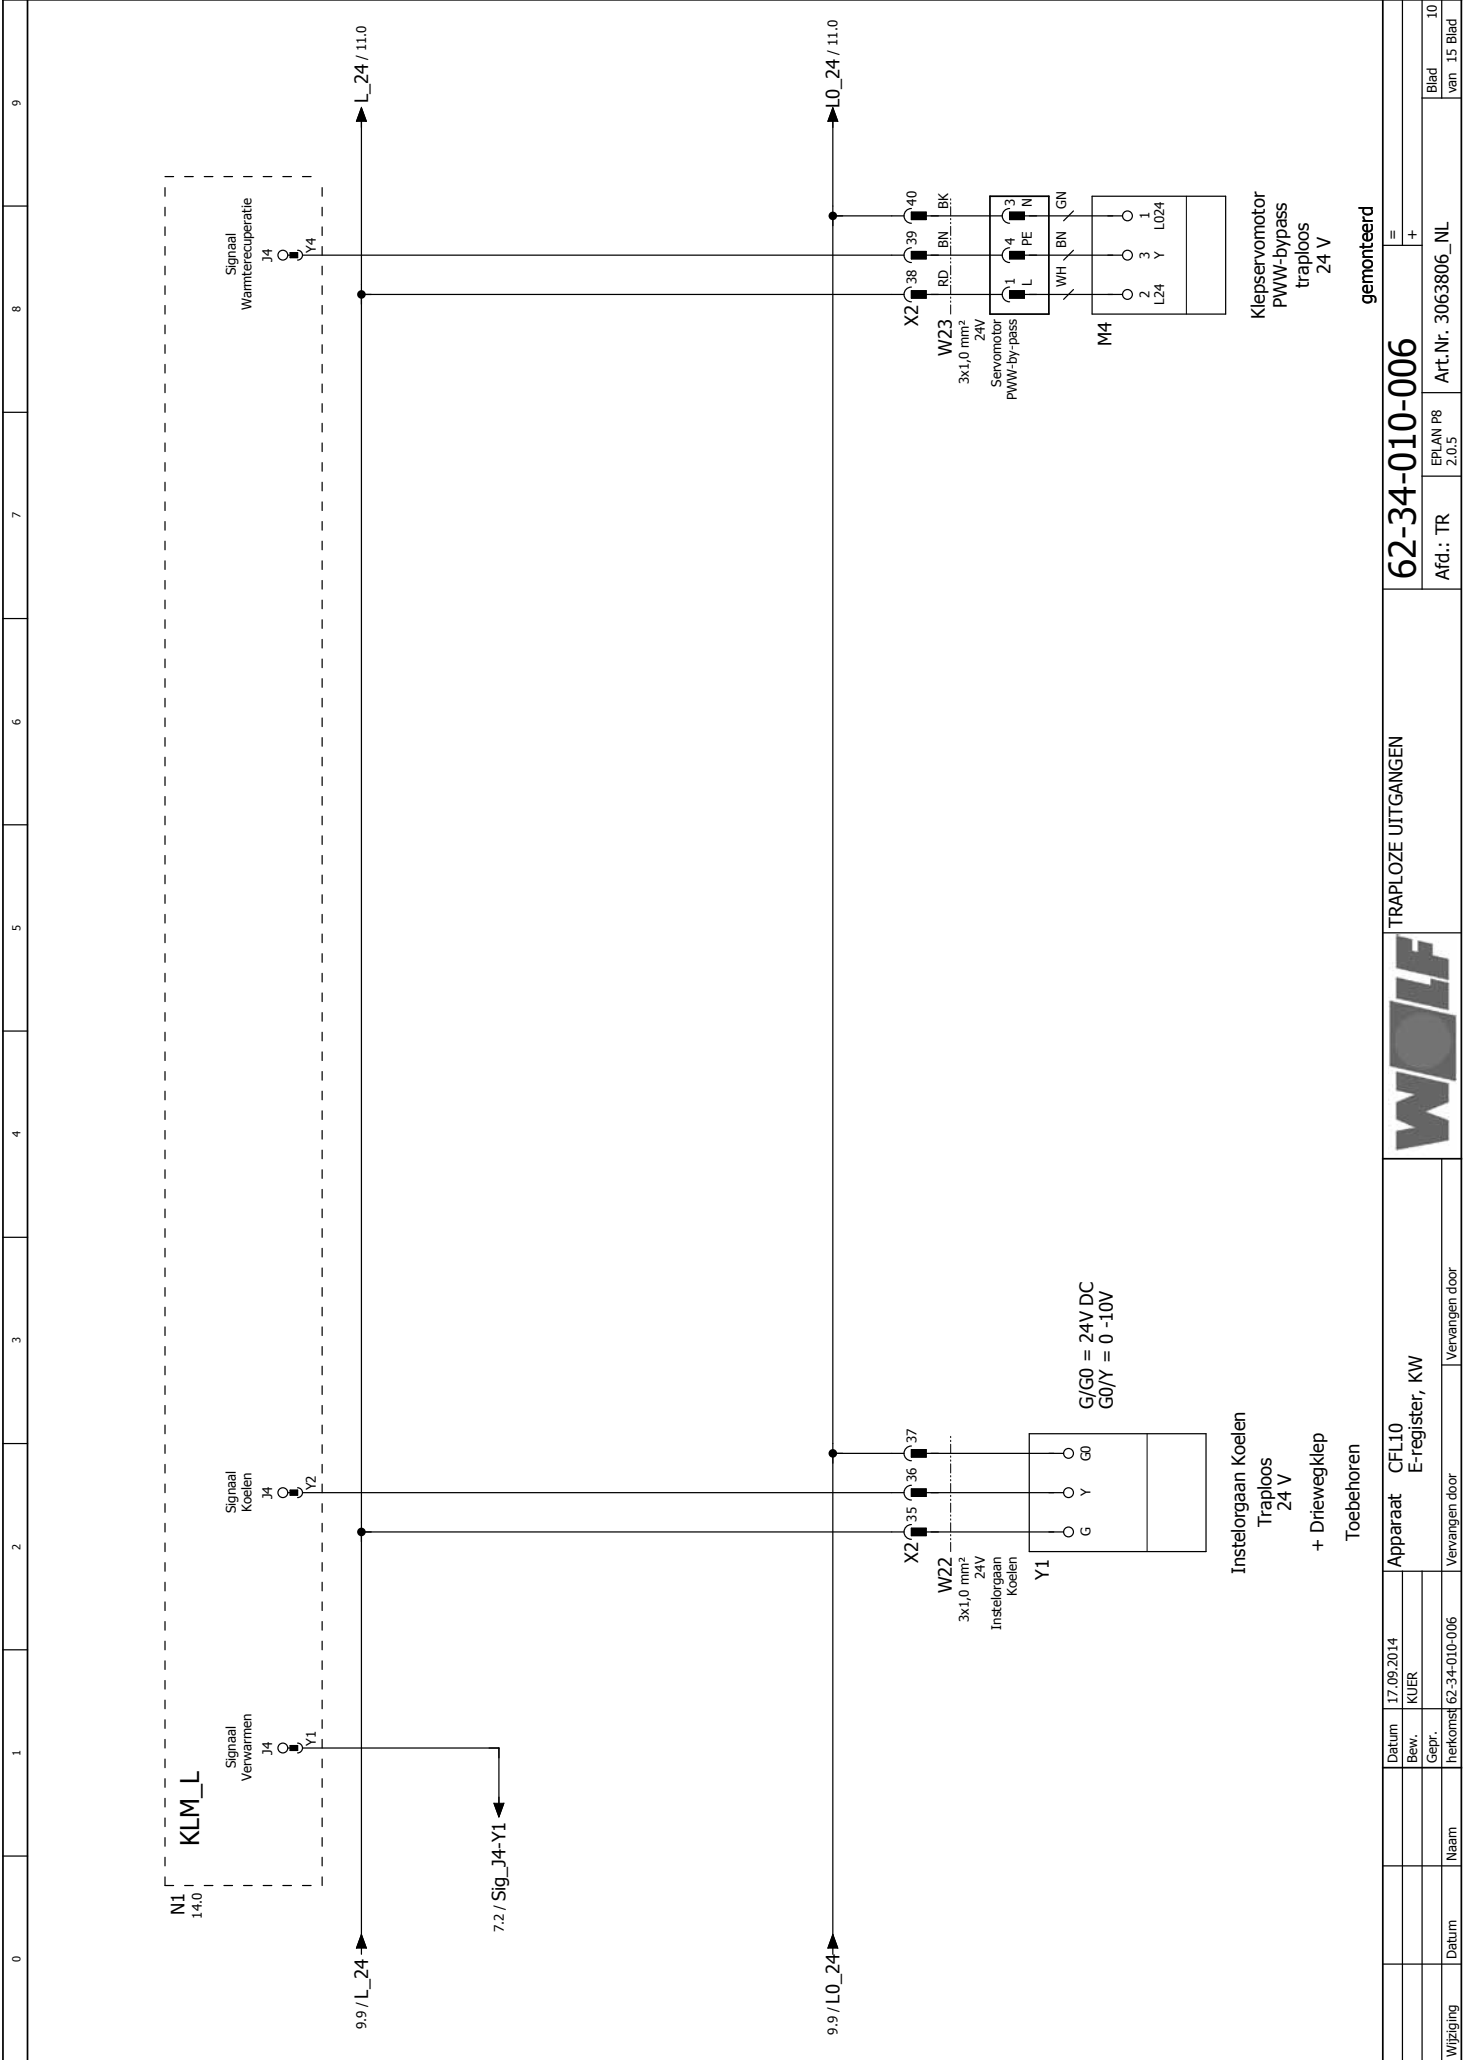 0
1
2
3
4
5
6
7
8
9
N1
14.0
KLM_L
Signaal
Verwarmen
J4
Y1
Signaal
Koelen
J4
Y2
Signaal
Warmterecuperatie
J4
Y4
9.9 / L_24
L_24 / 11.0
7.2 / Sig_J4-Y1
9.9 / L0_24
L0_24 / 11.0
X2
35
36
37
W22
3x1,0 mm²
24V
Instelorgaan
Koelen
Y1
G
Y
G0
G/G0 = 24V DC
G0/Y = 0 -10V
Instelorgaan Koelen
Traploos
24 V
+ Driewegklep
Toebehoren
X2
38
39
40
W23
RD
BN
BK
3x1,0 mm²
24V
Servomotor
PWW-by-pass
1
4
3
L
PE
N
WH
BN
GN
M4
2
3
1
L24
Y
L024
Klepservomotor
PWW-bypass
traploos
24 V
gemonteerd
Wijziging
Datum
Naam
Datum
17.09.2014
Bew.
KUER
Gepr.
herkomst
62-34-010-006
Apparaat CFL10
E-register, KW
Vervangen door
Vervangen door
WOLF
TRAPLOZE UITGANGEN
62-34-010-006
=
+
Afd.: TR
EPLAN P8
2.0.5
Art.Nr. 3063806_NL
Blad 10
van 15 Blad